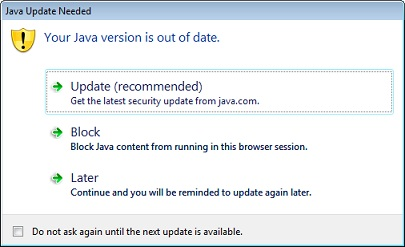 Java Update Needed
Your Java version is out of date.
Update (recommended)
Get the latest security update from java.com.
Block
Block Java content from running in this browser session.
Later
Continue and you will be reminded to update again later.
Do not ask again until the next update is available.